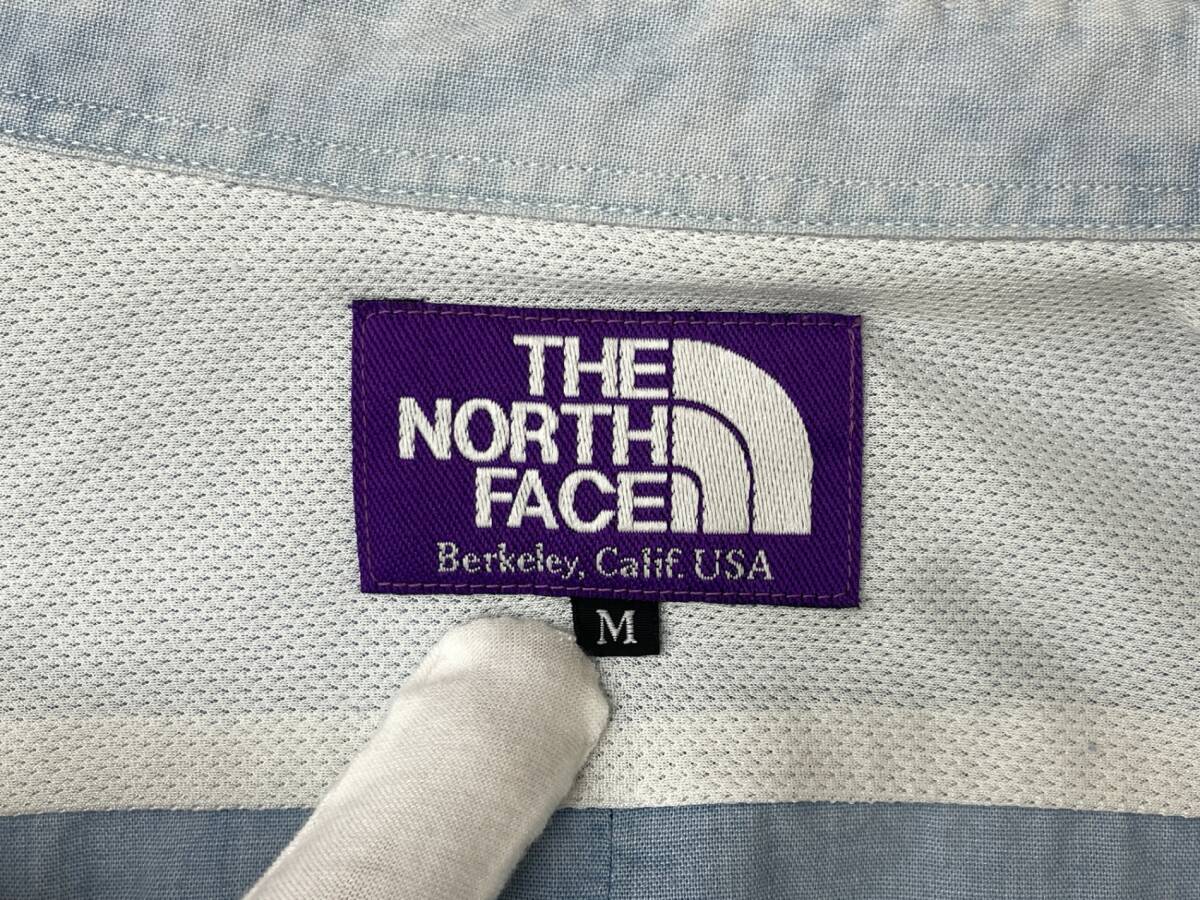 THE
NORTH
FACE
Berkeley, Calif. USA
M